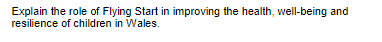 Explain the role of Flying Start in improving the health, well-being and
resilience of children in Wales.